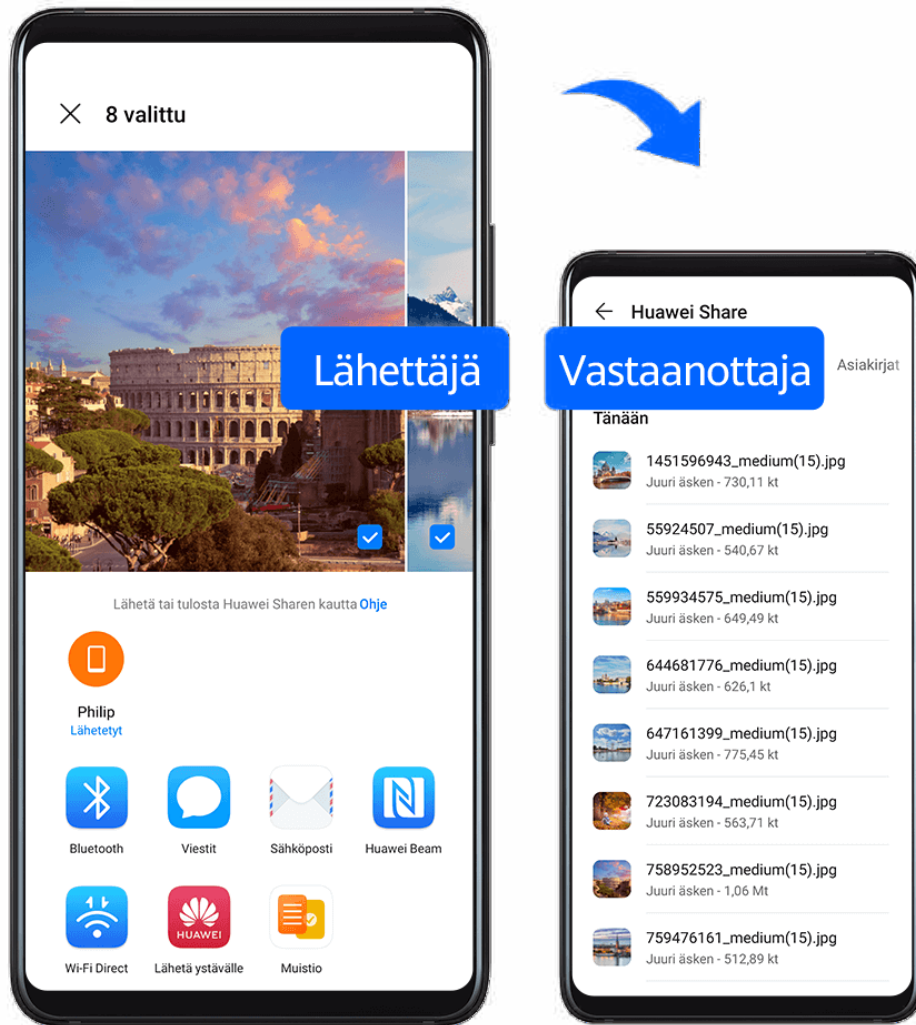 8 valittu
Lähettäjä
Lähetä tai tulosta Huawei Sharen kautta Ohje
Philip
Lähetetyt
Bluetooth
Viestit
Sähköposti
Huawei Beam
Wi-Fi Direct
HUAWEI
Lähetä ystävälle
Muistio
Huawei Share
Vastaanottaja
Asiakirjat
Tänään
1451596943_medium(15).jpg
Juuri äsken - 730,11 kt
55924507_medium(15).jpg
Juuri äsken - 540,67 kt
559934575_medium(15).jpg
Juuri äsken - 649,49 kt
644681776_medium(15).jpg
Juuri äsken - 626,1 kt
647161399_medium(15).jpg
Juuri äsken - 775,45 kt
723083194_medium(15).jpg
Juuri äsken - 563,71 kt
758952523_medium(15).jpg
Juuri äsken - 1,06 Mt
759476161_medium(15).jpg
Juuri äsken - 512,89 kt